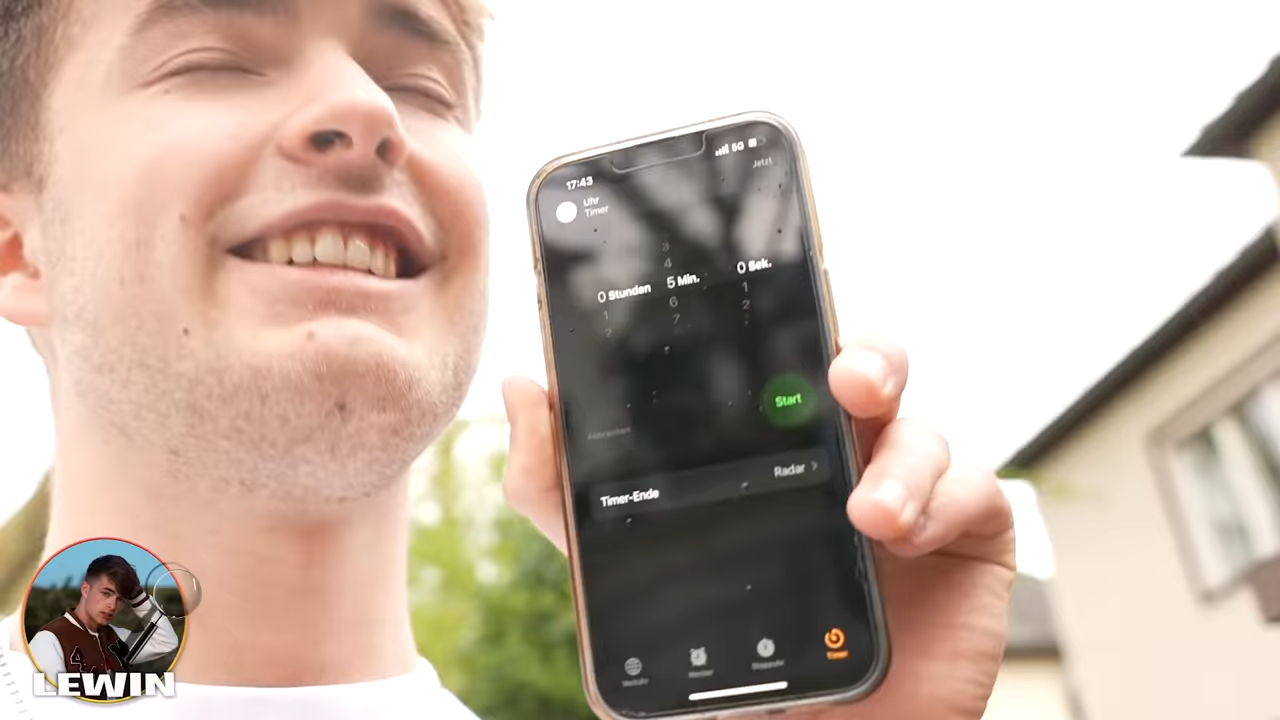 17:43
5G
Jetzt
Uhr
Timer
3
4
0 Stunden 5 Min. 0 Sek.
1 6 1
2 7 2
Start
Abbrechen
Radar
Timer-Ende
Weltuhr Wecker Stoppuhr Timer
LEWIN